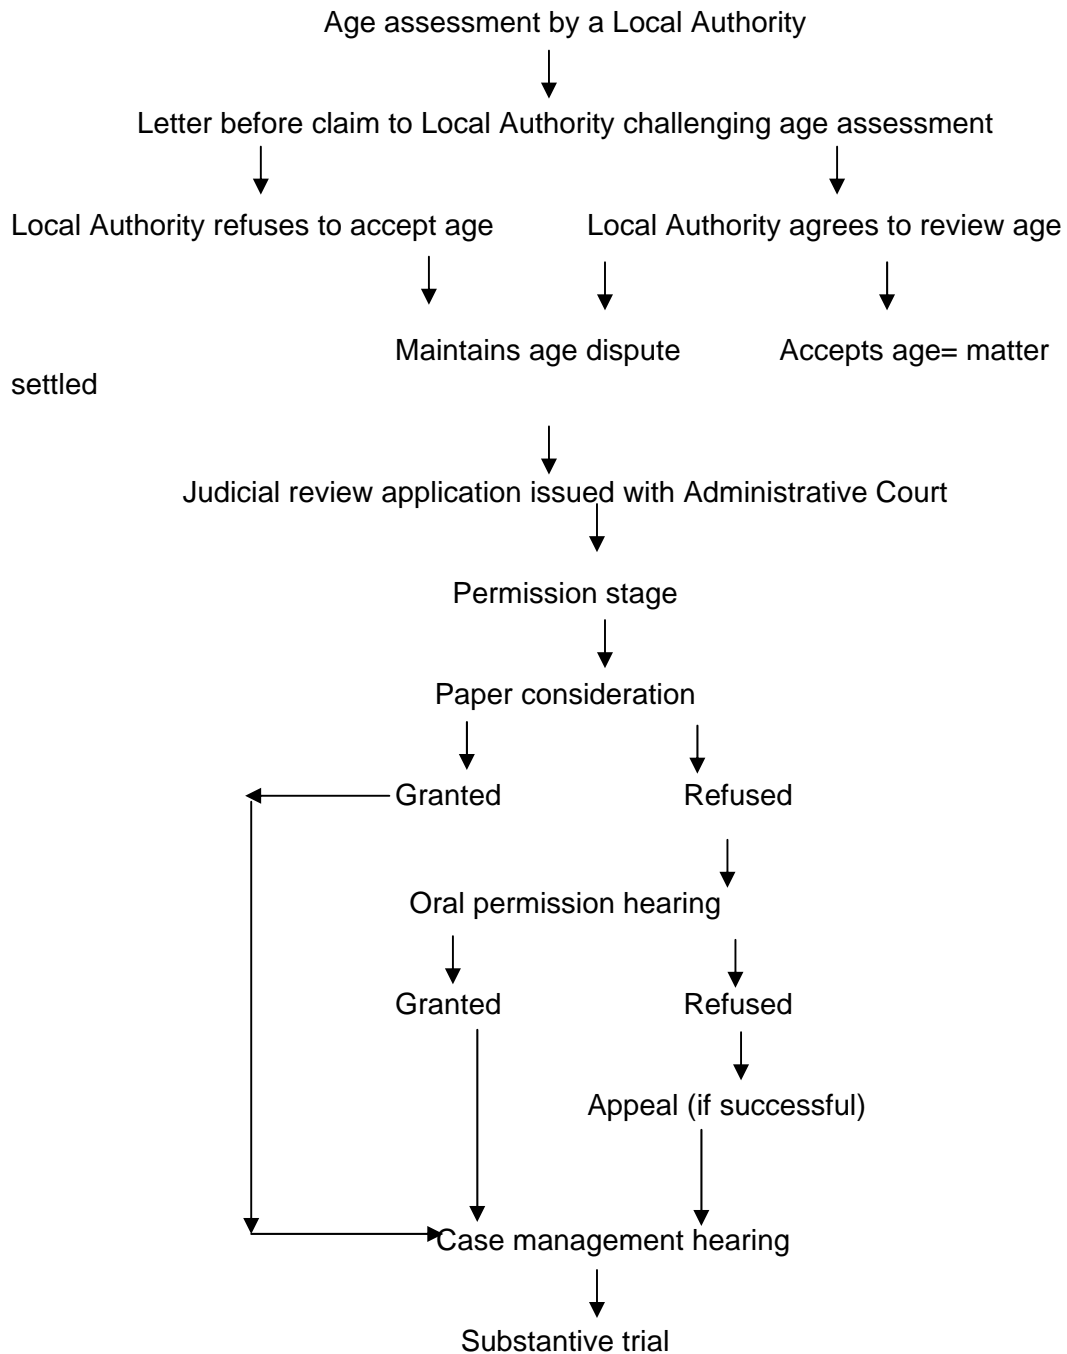 Age assessment by a Local Authority
Letter before claim to Local Authority challenging age assessment
Local Authority refuses to accept age Local Authority agrees to review age
Maintains age dispute Accepts age= matter
settled
Judicial review application issued with Administrative Court
Permission stage
Paper consideration
Granted Refused
Oral permission hearing
Granted Refused
Appeal (if successful)
Case management hearing
Substantive trial